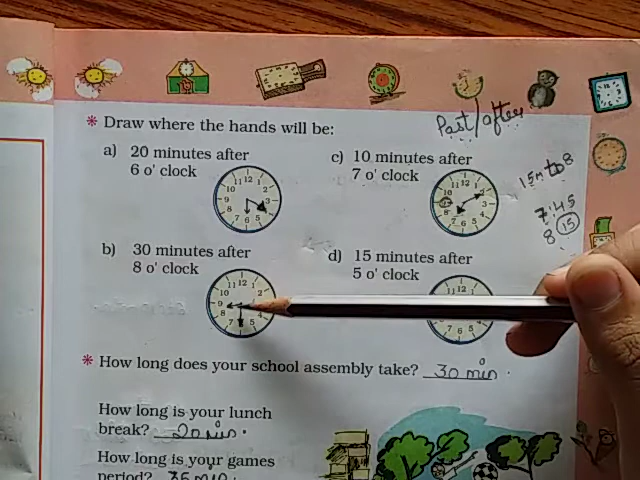 Past/after
* Draw where the hands will be:
a) 20 minutes after
6 o' clock
c) 10 minutes after
7 o' clock
15 m to 8
7:45
8 15
b) 30 minutes after
8 o' clock
d) 15 minutes after
5 o' clock
* How long does your school assembly take? 30 min.
How long is your lunch
break? 20 min.
How long is your games
period? 35 min.